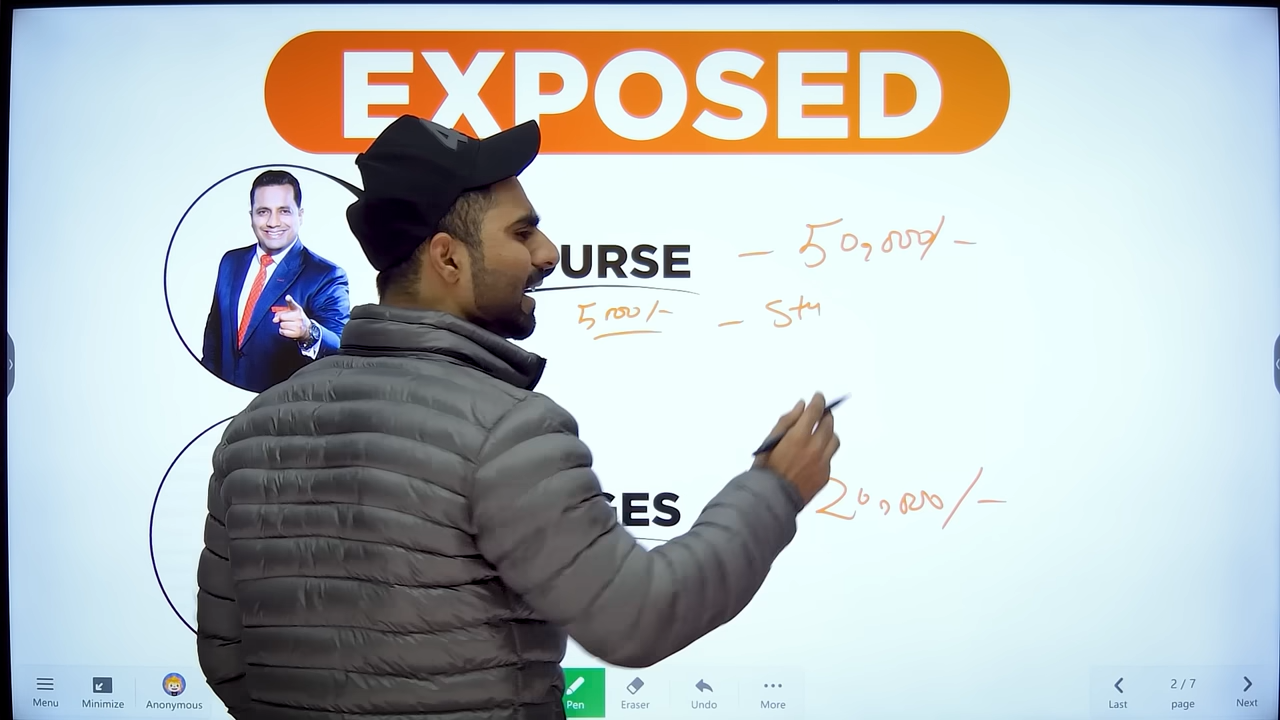 EXPOSED
URSE - 50,000/-
5000/- - Stu
GES 20,000/-
Menu Minimize Anonymous Pen Eraser Undo More Last 2 / 7 page Next